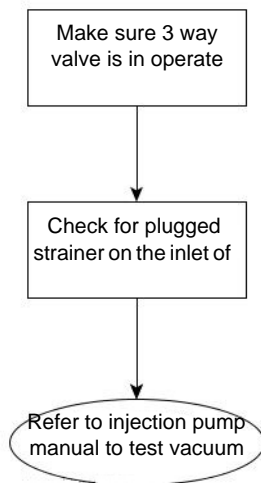 Make sure 3 way
valve is in operate
Check for plugged
strainer on the inlet of
Refer to injection pump
manual to test vacuum